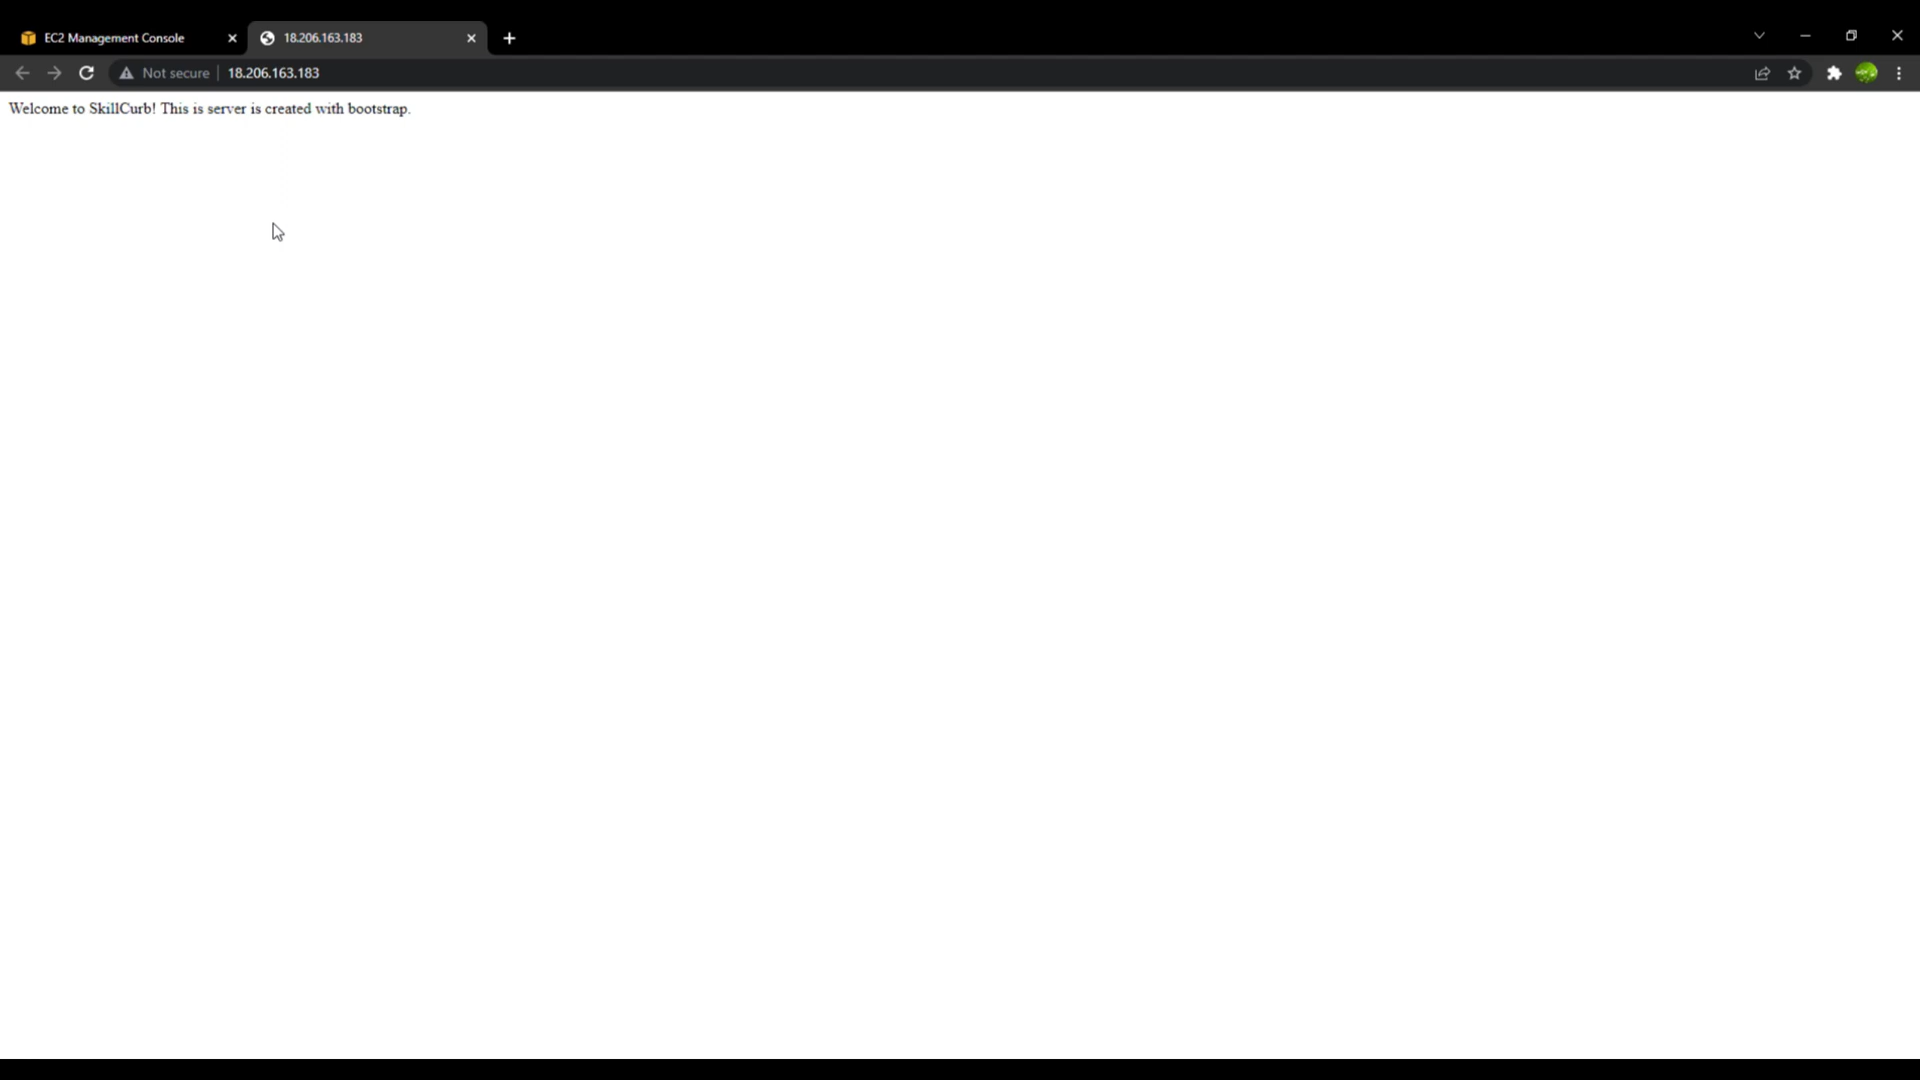 EC2 Management Console
18.206.163.183
Not secure
18.206.163.183
Welcome to SkillCurb! This is server is created with bootstrap.